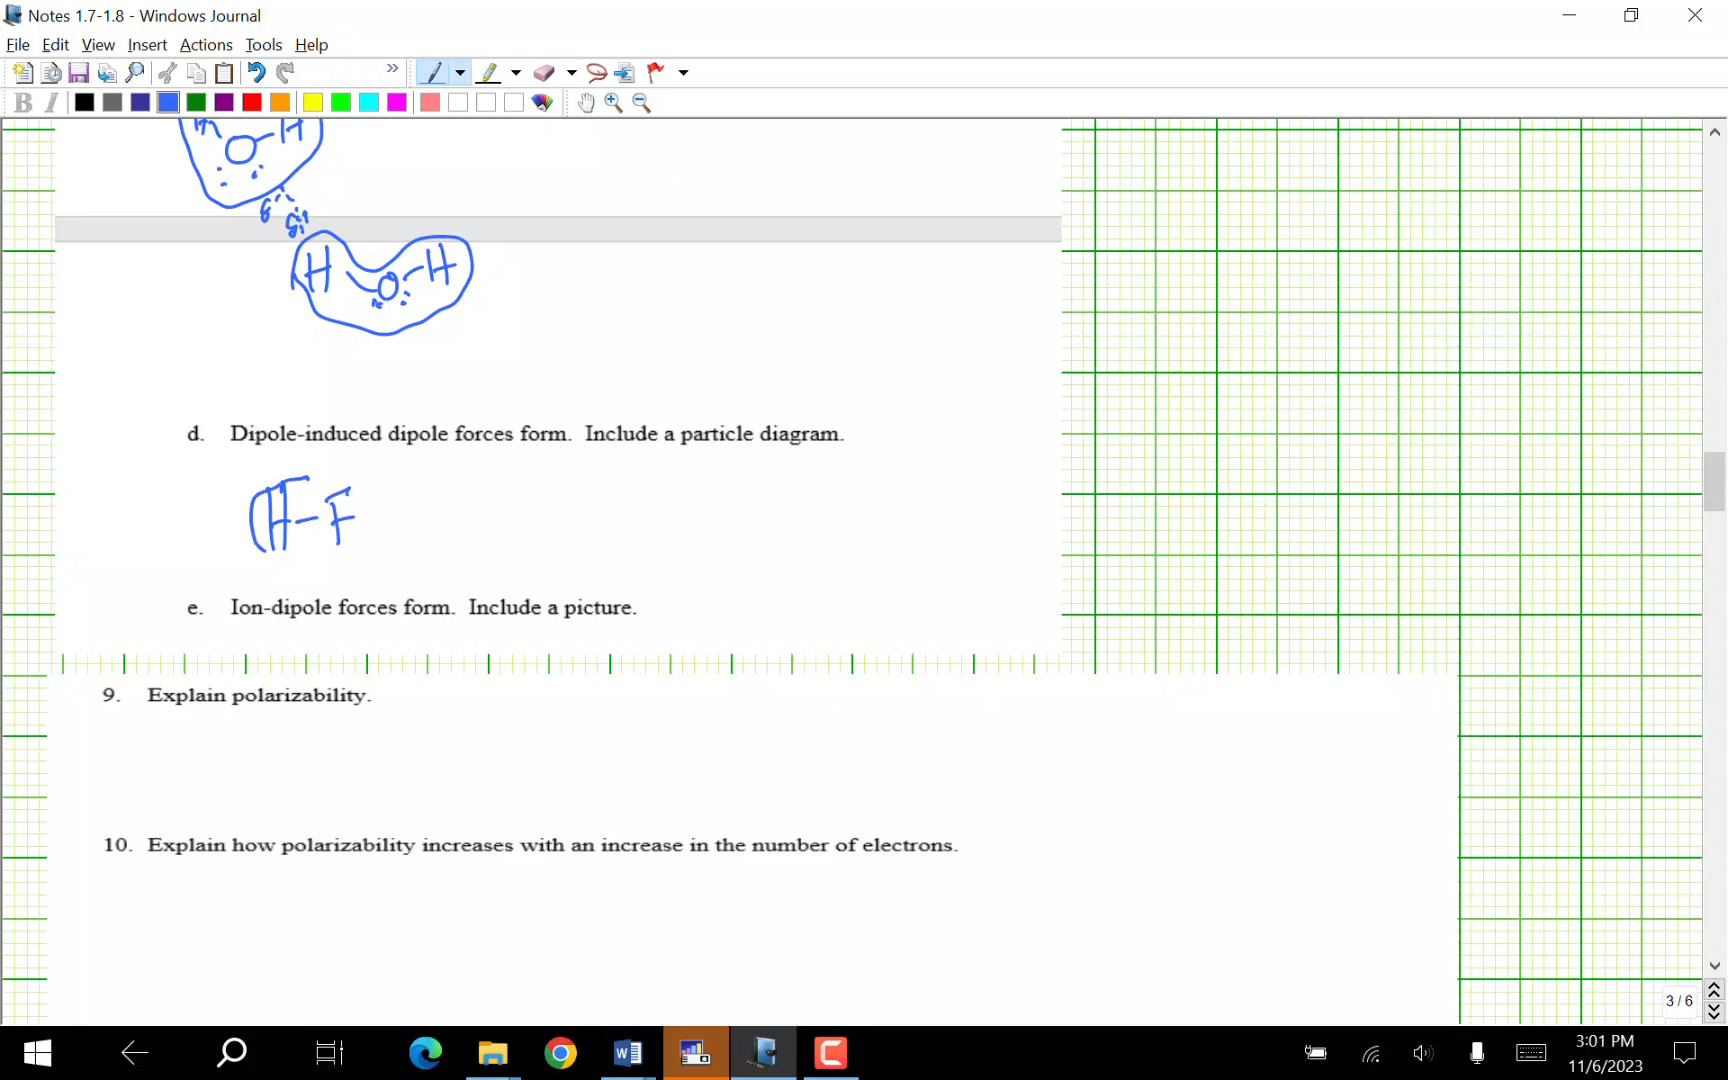 Notes 1.7-1.8 - Windows Journal
File Edit View Insert Actions Tools Help
B I
H O-H
δ-
H O-H
d. Dipole-induced dipole forces form. Include a particle diagram.
H-F
e. Ion-dipole forces form. Include a picture.
9. Explain polarizability.
10. Explain how polarizability increases with an increase in the number of electrons.
3 / 6
3:01 PM
11/6/2023